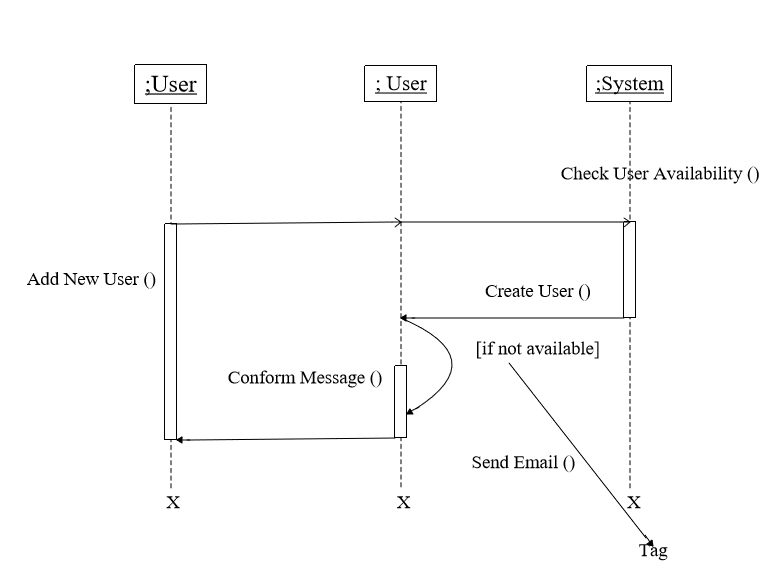 ;User
; User
;System
Check User Availability ()
Add New User ()
Create User ()
[if not available]
Conform Message ()
Send Email ()
X
X
X
Tag